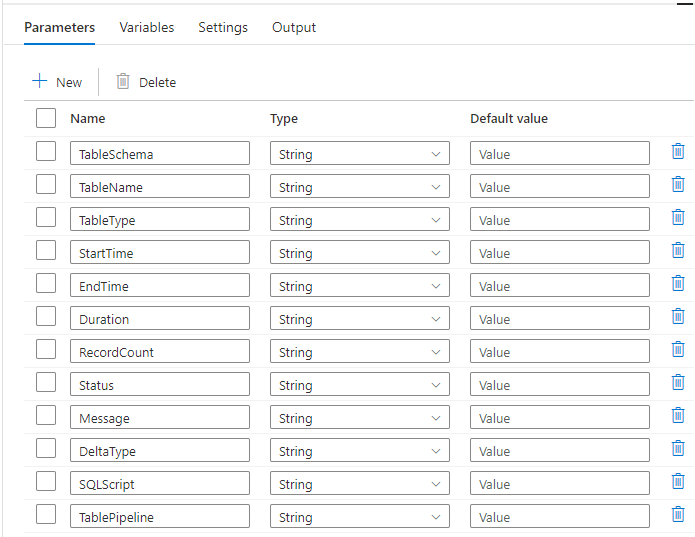 Parameters Variables Settings Output
New Delete
Name Type Default value
TableSchema String Value
TableName String Value
TableType String Value
StartTime String Value
EndTime String Value
Duration String Value
RecordCount String Value
Status String Value
Message String Value
DeltaType String Value
SQLScript String Value
TablePipeline String Value